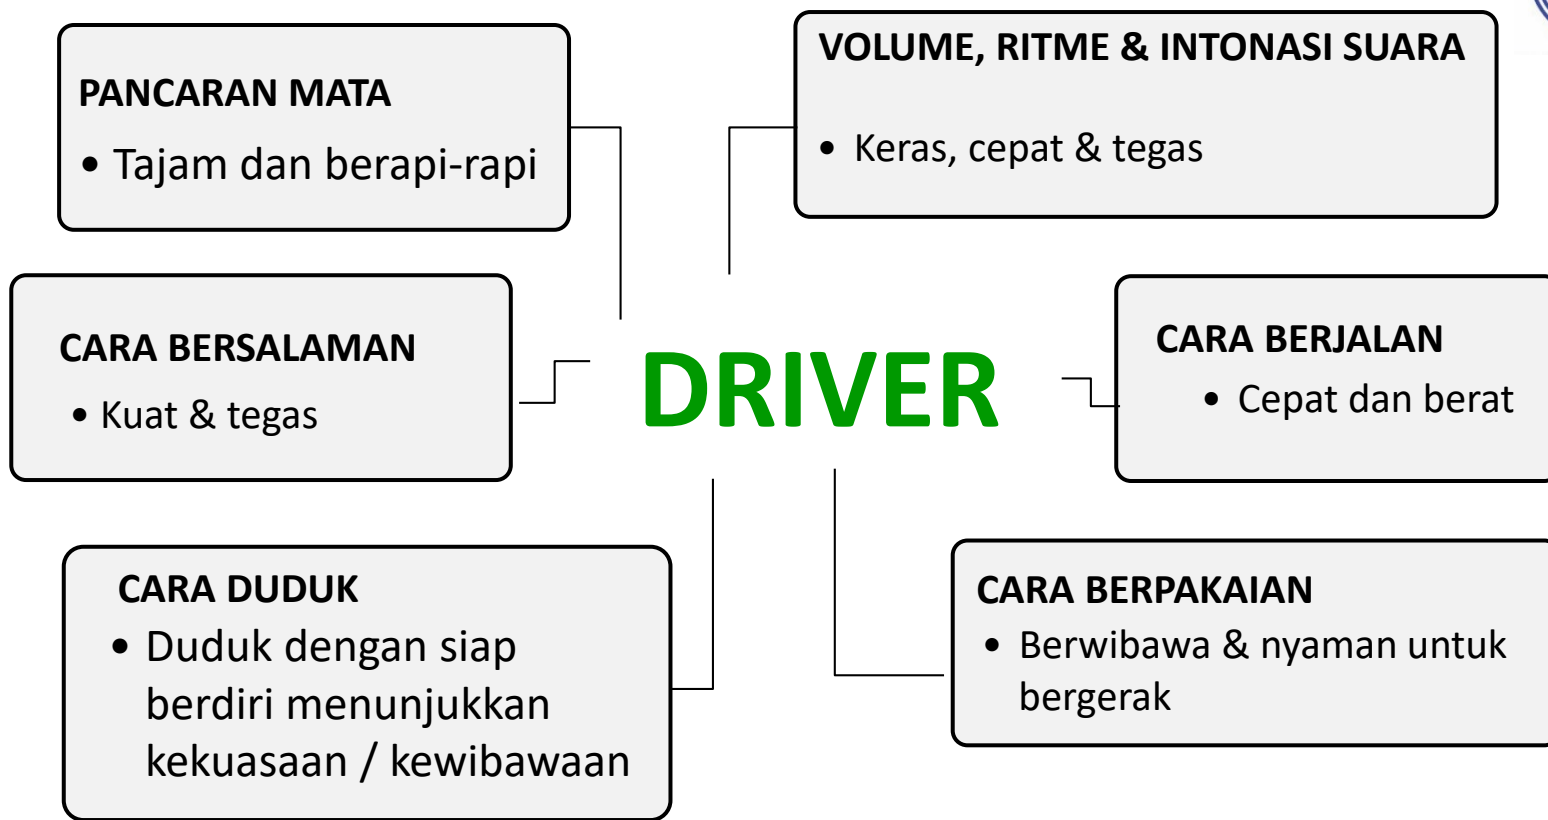 PANCARAN MATA
• Tajam dan berapi-rapi
VOLUME, RITME & INTONASI SUARA
• Keras, cepat & tegas
CARA BERSALAMAN
• Kuat & tegas
DRIVER
CARA BERJALAN
• Cepat dan berat
CARA DUDUK
• Duduk dengan siap
berdiri menunjukkan
kekuasaan / kewibawaan
CARA BERPAKAIAN
• Berwibawa & nyaman untuk
bergerak